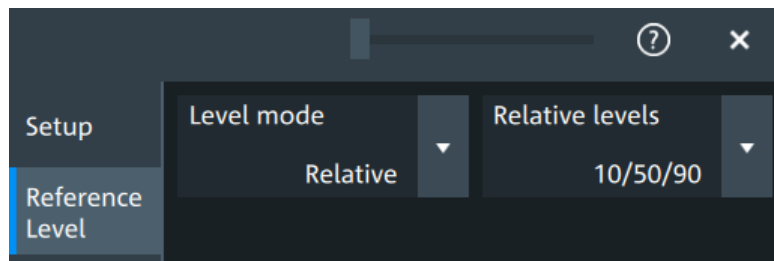 Setup
Reference
Level
Level mode
Relative
Relative levels
10/50/90